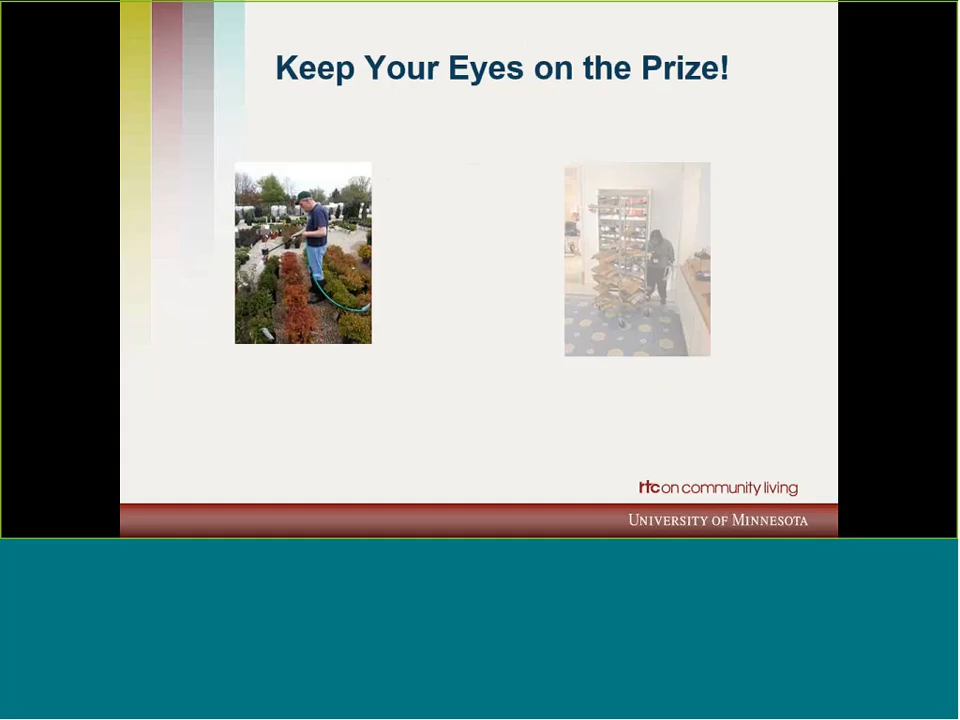 Keep Your Eyes on the Prize!
rtc on community living
UNIVERSITY OF MINNESOTA